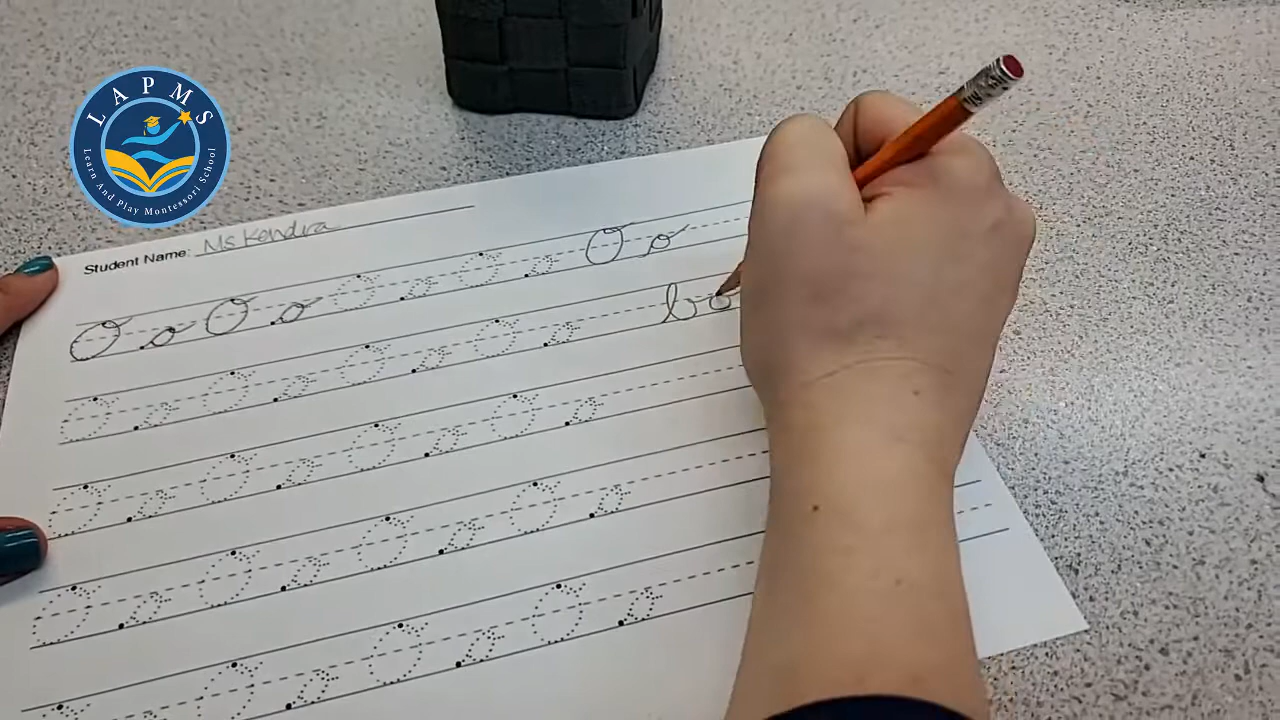 LAPMS
Learn And Play Montessori School
Student Name: Ms Kendra
O o O o O o O o O o
O o O o O o O o bo
O o O o O o O o
O o O o O o O o
O o O o O o